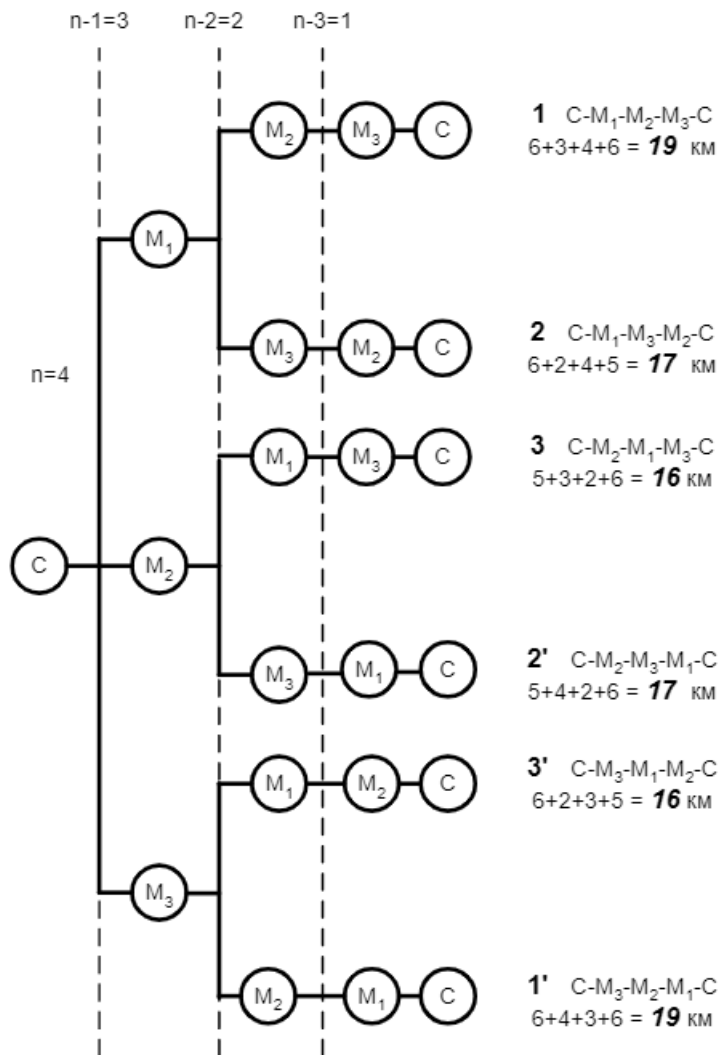 n-1=3 n-2=2 n-3=1
M₂ M₃ C
1 C-M₁-M₂-M₃-C
6+3+4+6 = 19 км
M₁
M₃ M₂ C
2 C-M₁-M₃-M₂-C
6+2+4+5 = 17 км
n=4
M₁ M₃ C
3 C-M₂-M₁-M₃-C
5+3+2+6 = 16 км
C M₂
M₃ M₁ C
2' C-M₂-M₃-M₁-C
5+4+2+6 = 17 км
M₁ M₂ C
3' C-M₃-M₁-M₂-C
6+2+3+5 = 16 км
M₃
M₂ M₁ C
1' C-M₃-M₂-M₁-C
6+4+3+6 = 19 км